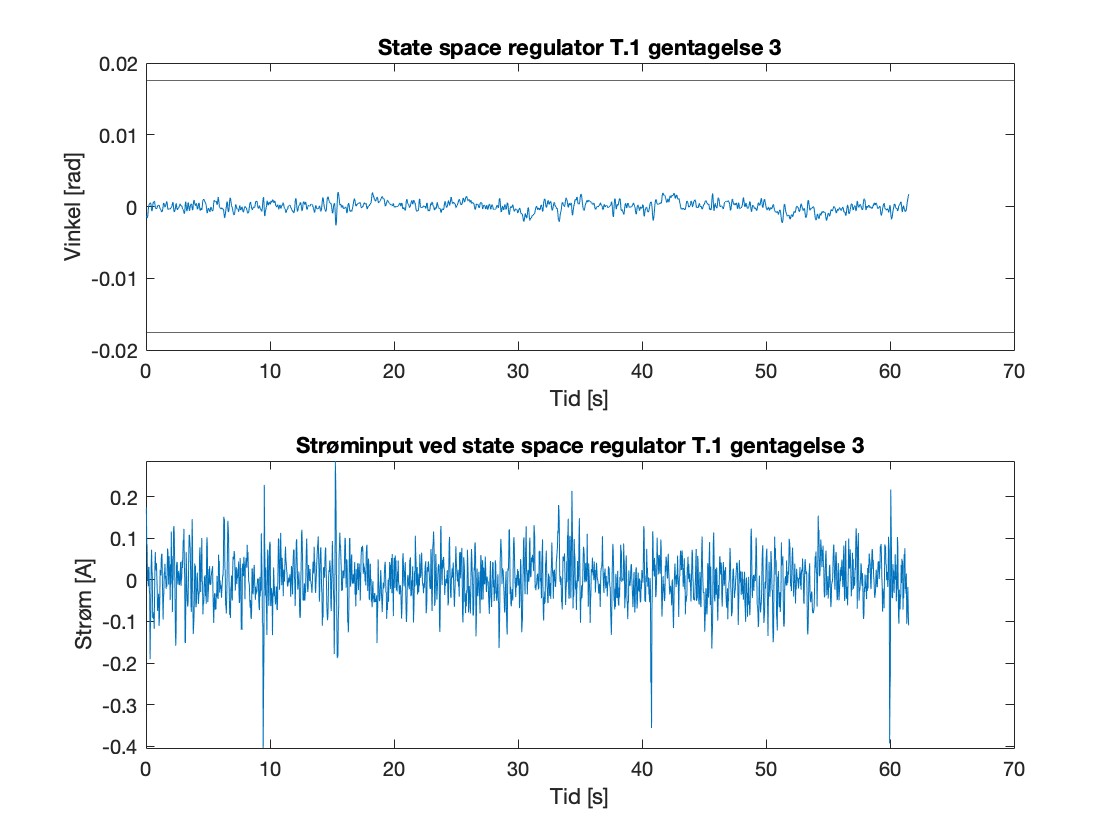 State space regulator T.1 gentagelse 3
0.02
0.01
0
-0.01
-0.02
Vinkel [rad]
0 10 20 30 40 50 60 70
Tid [s]
Strøminput ved state space regulator T.1 gentagelse 3
0.2
0.1
0
-0.1
-0.2
-0.3
-0.4
Strøm [A]
0 10 20 30 40 50 60 70
Tid [s]